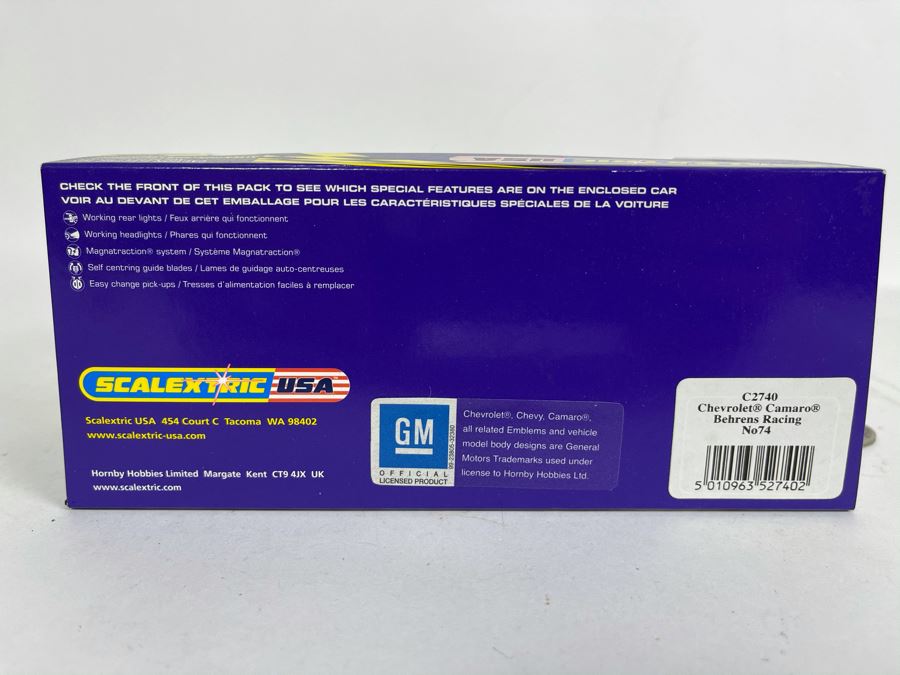 USA
CHECK THE FRONT OF THIS PACK TO SEE WHICH SPECIAL FEATURES ARE ON THE ENCLOSED CAR
VOIR AU DEVANT DE CET EMBALLAGE POUR LES CARACTÉRISTIQUES SPÉCIALES DE LA VOITURE
Working rear lights / Feux arrière qui fonctionnent
Working headlights / Phares qui fonctionnent
Magnatraction® system / Système Magnatraction®
Self centring guide blades / Lames de guidage auto-centreuses
Easy change pick-ups / Tresses d'alimentation faciles à remplacer
SCALEXTRIC USA
Scalextric USA 454 Court C Tacoma WA 98402
www.scalextric-usa.com
Hornby Hobbies Limited Margate Kent CT9 4JX UK
www.scalextric.com
GM
OFFICIAL
LICENSED PRODUCT
Chevrolet®, Chevy, Camaro®,
all related Emblems and vehicle
model body designs are General
Motors Trademarks used under
license to Hornby Hobbies Ltd.
C2740
Chevrolet® Camaro®
Behrens Racing
No74
5 010963 527402